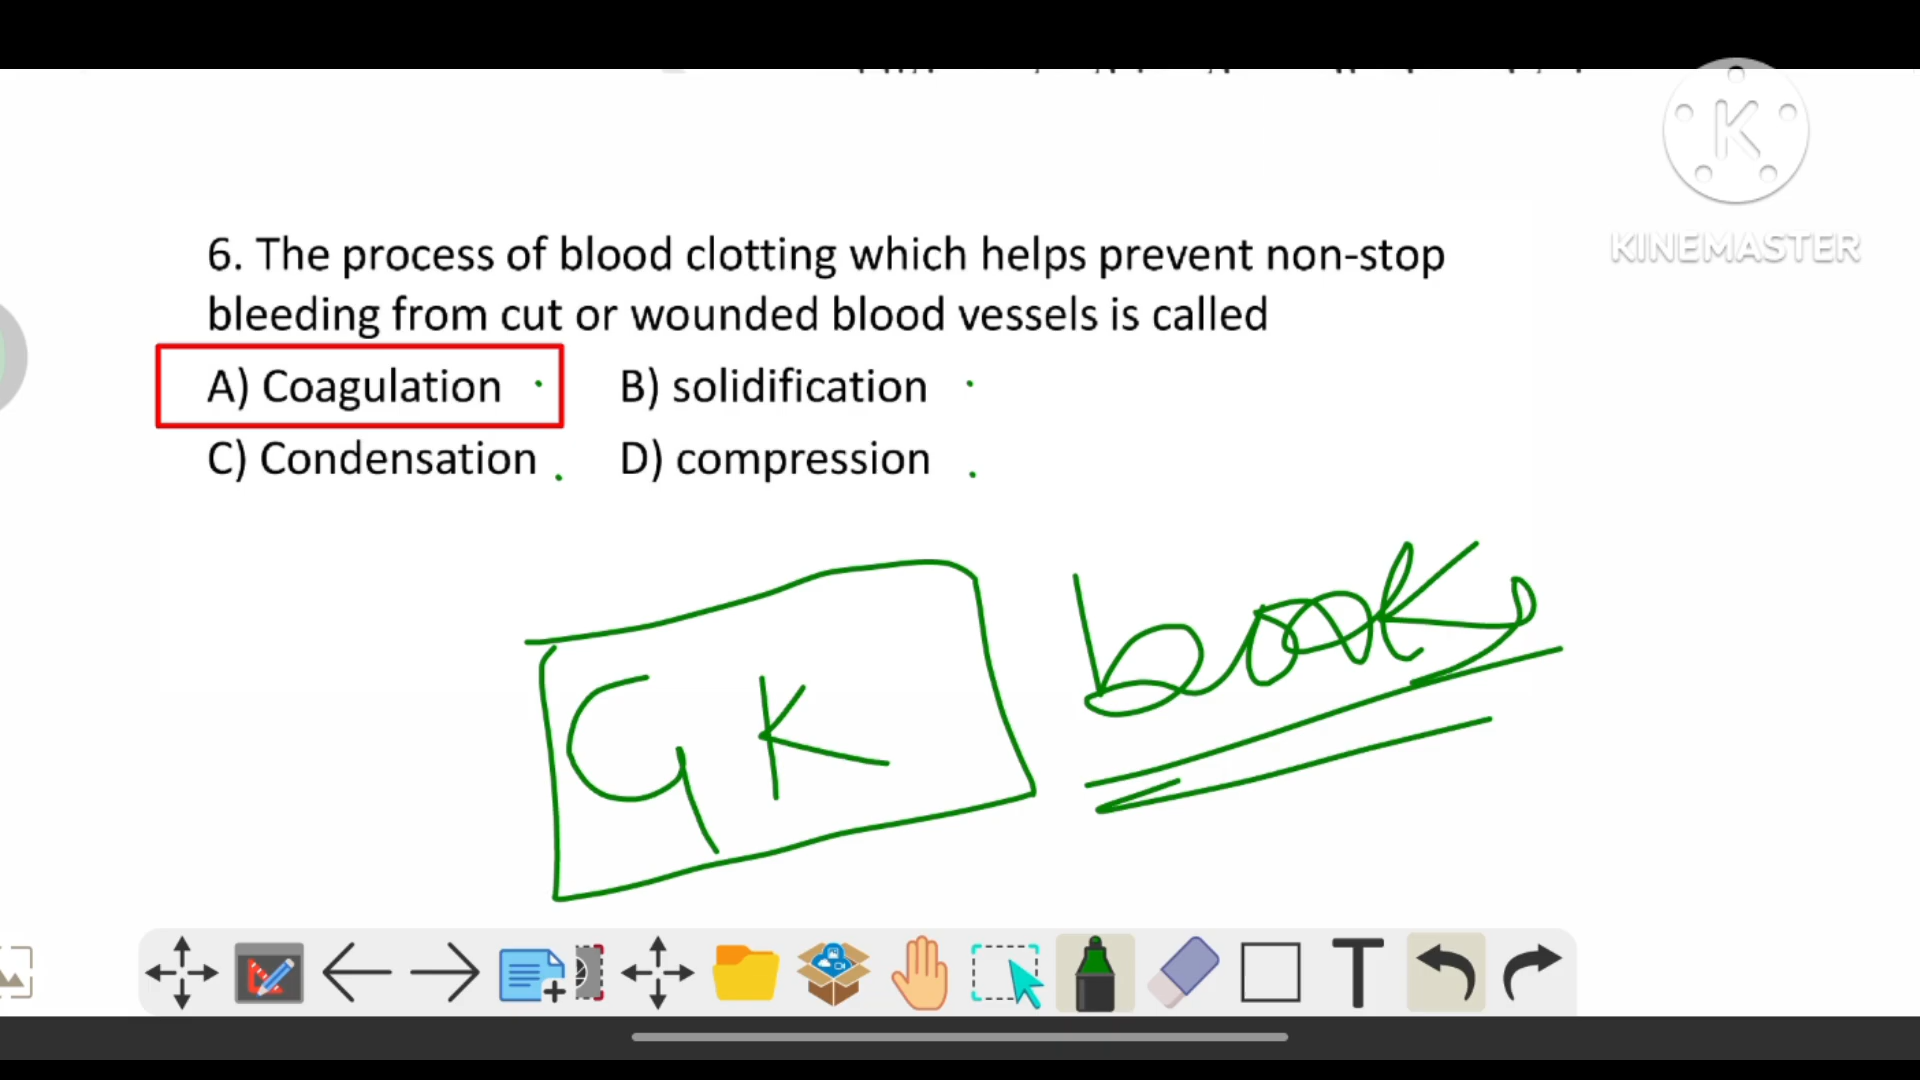 KINEMASTER
6. The process of blood clotting which helps prevent non-stop
bleeding from cut or wounded blood vessels is called
A) Coagulation B) solidification
C) Condensation D) compression
GK books